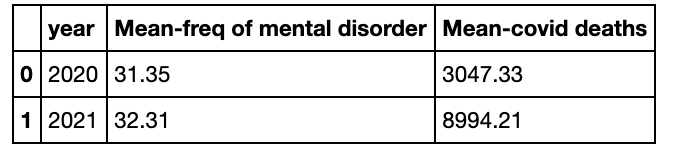 year Mean-freq of mental disorder Mean-covid deaths
0 2020 31.35 3047.33
1 2021 32.31 8994.21